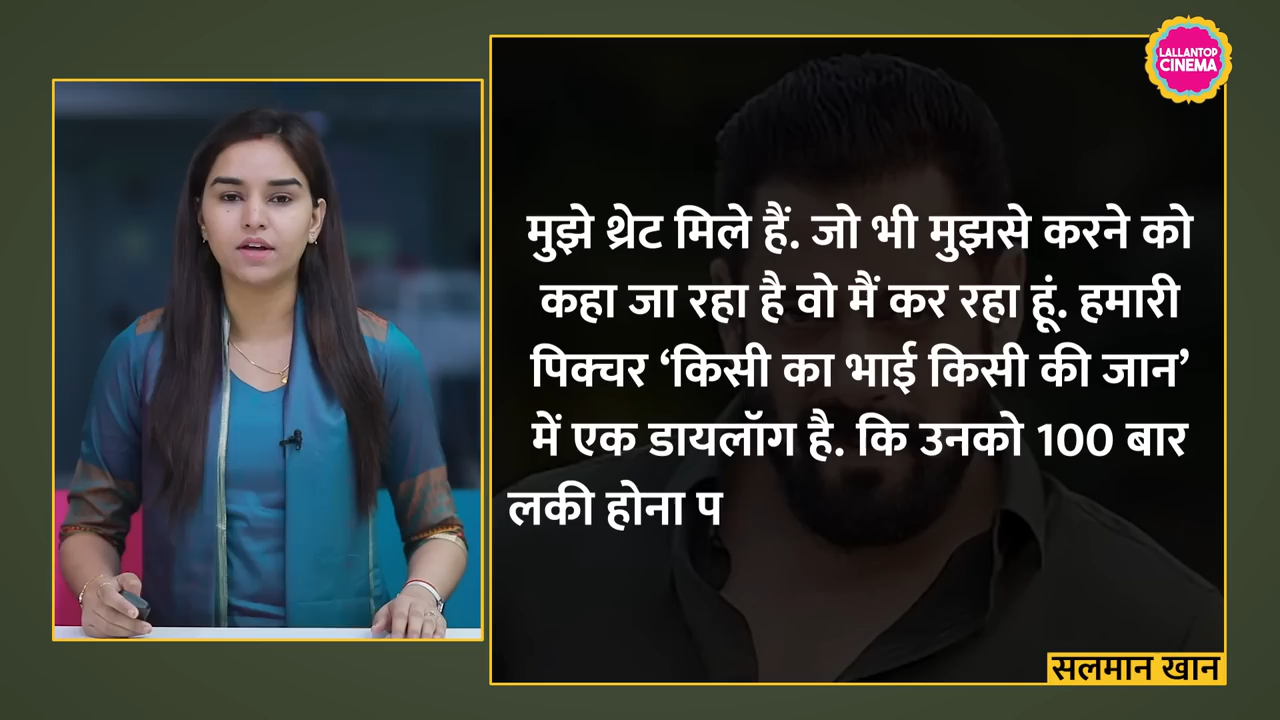 LALLANTOP
CINEMA
मुझे थ्रेट मिले हैं. जो भी मुझसे करने को
कहा जा रहा है वो मैं कर रहा हूं. हमारी
पिक्चर ‘किसी का भाई किसी की जान’
में एक डायलॉग है. कि उनको 100 बार
लकी होना प
सलमान खान